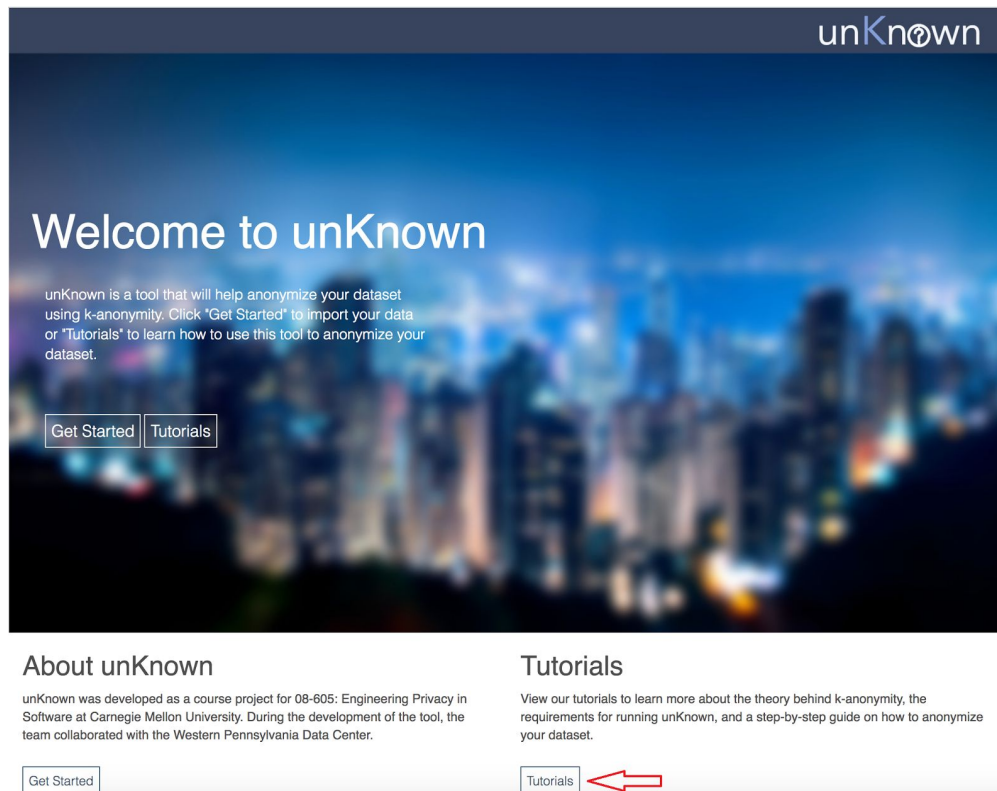 unKnown
Welcome to unKnown
unKnown is a tool that will help anonymize your dataset
using k-anonymity. Click "Get Started" to import your data
or "Tutorials" to learn how to use this tool to anonymize your
dataset.
Get Started
Tutorials
About unKnown
unKnown was developed as a course project for 08-605: Engineering Privacy in
Software at Carnegie Mellon University. During the development of the tool, the
team collaborated with the Western Pennsylvania Data Center.
Get Started
Tutorials
View our tutorials to learn more about the theory behind k-anonymity, the
requirements for running unKnown, and a step-by-step guide on how to anonymize
your dataset.
Tutorials